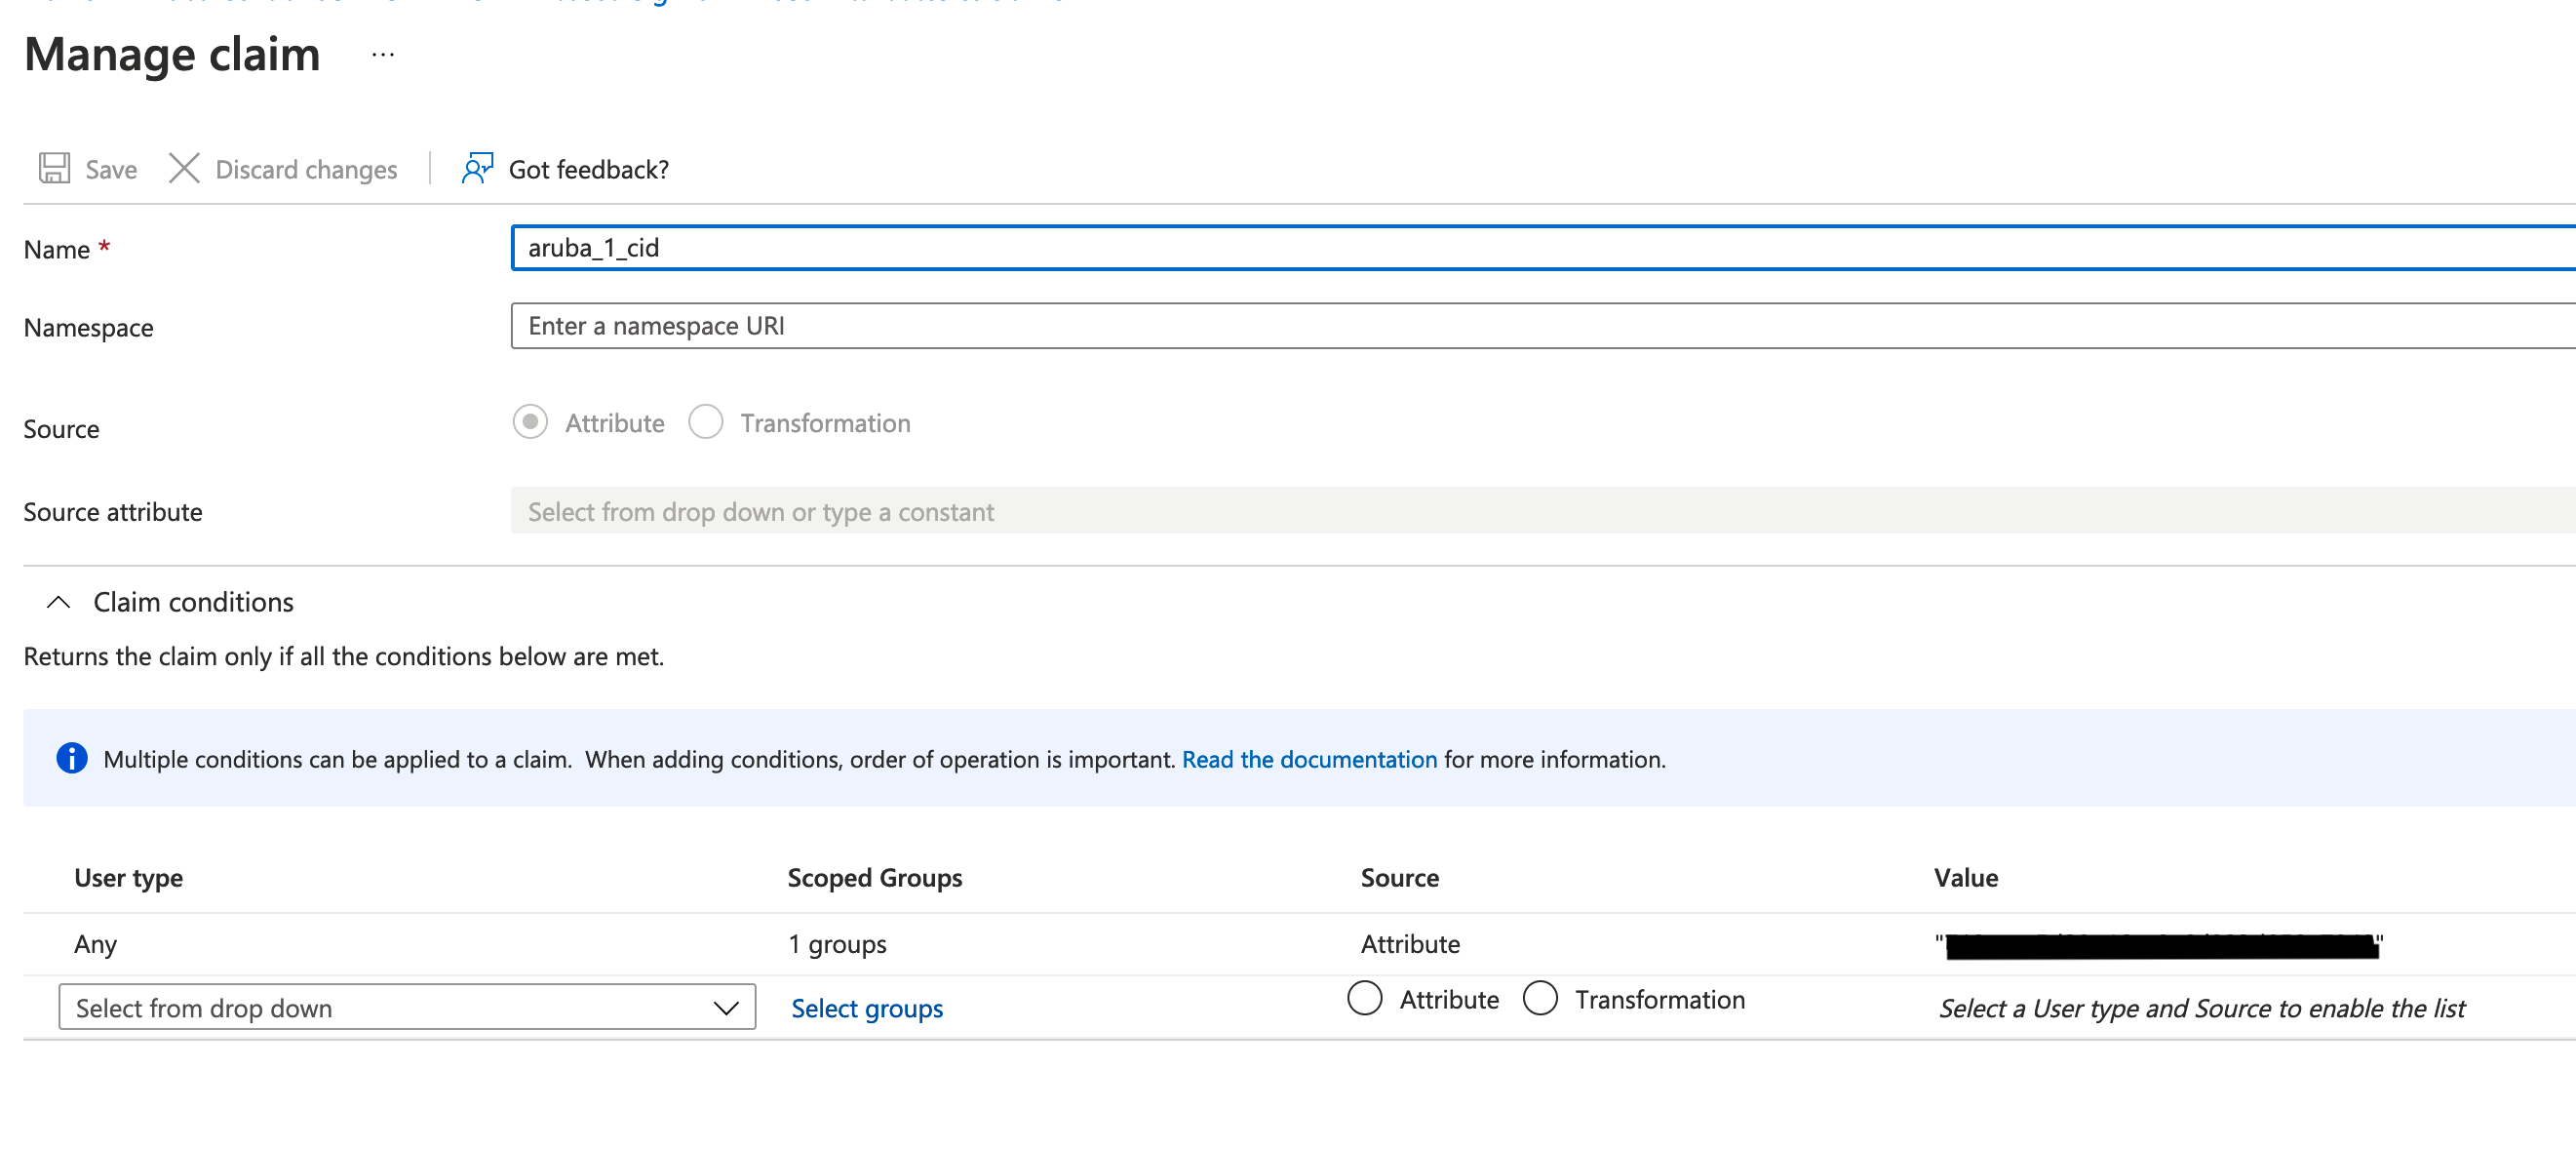 Manage claim ...
Save Discard changes Got feedback?
Name * aruba_1_cid
Namespace Enter a namespace URI
Source Attribute Transformation
Source attribute Select from drop down or type a constant
Claim conditions
Returns the claim only if all the conditions below are met.
Multiple conditions can be applied to a claim. When adding conditions, order of operation is important. Read the documentation for more information.
User type Scoped Groups Source Value
Any 1 groups Attribute " "
Select from drop down Select groups Attribute Transformation Select a User type and Source to enable the list